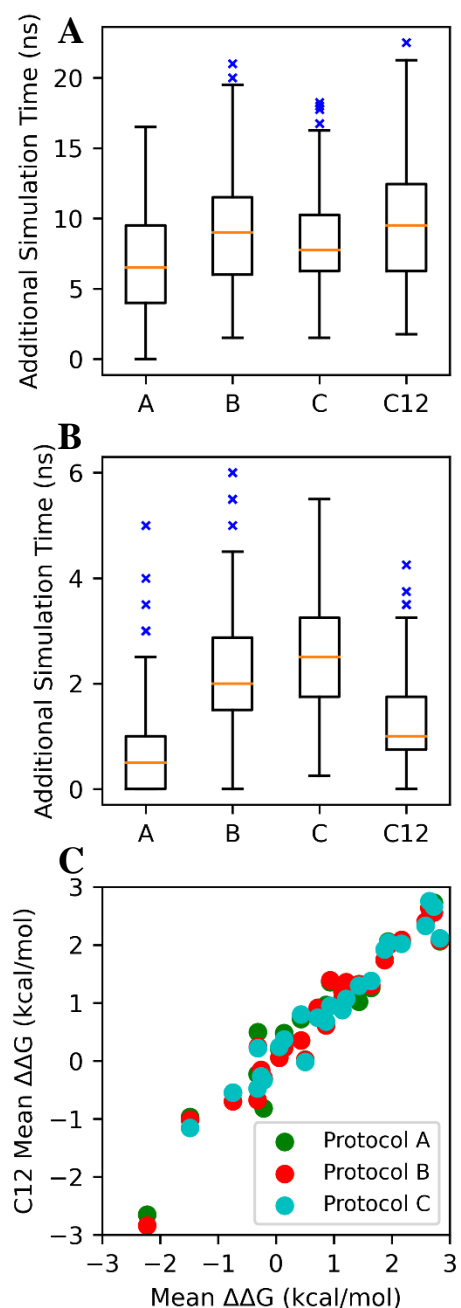 A
Additional Simulation Time (ns)
20
15
10
5
0
A B C C12
B
Additional Simulation Time (ns)
6
4
2
0
A B C C12
C
C12 Mean ΔΔG (kcal/mol)
3
2
1
0
−1
−2
−3
Protocol A
Protocol B
Protocol C
−3 −2 −1 0 1 2 3
Mean ΔΔG (kcal/mol)